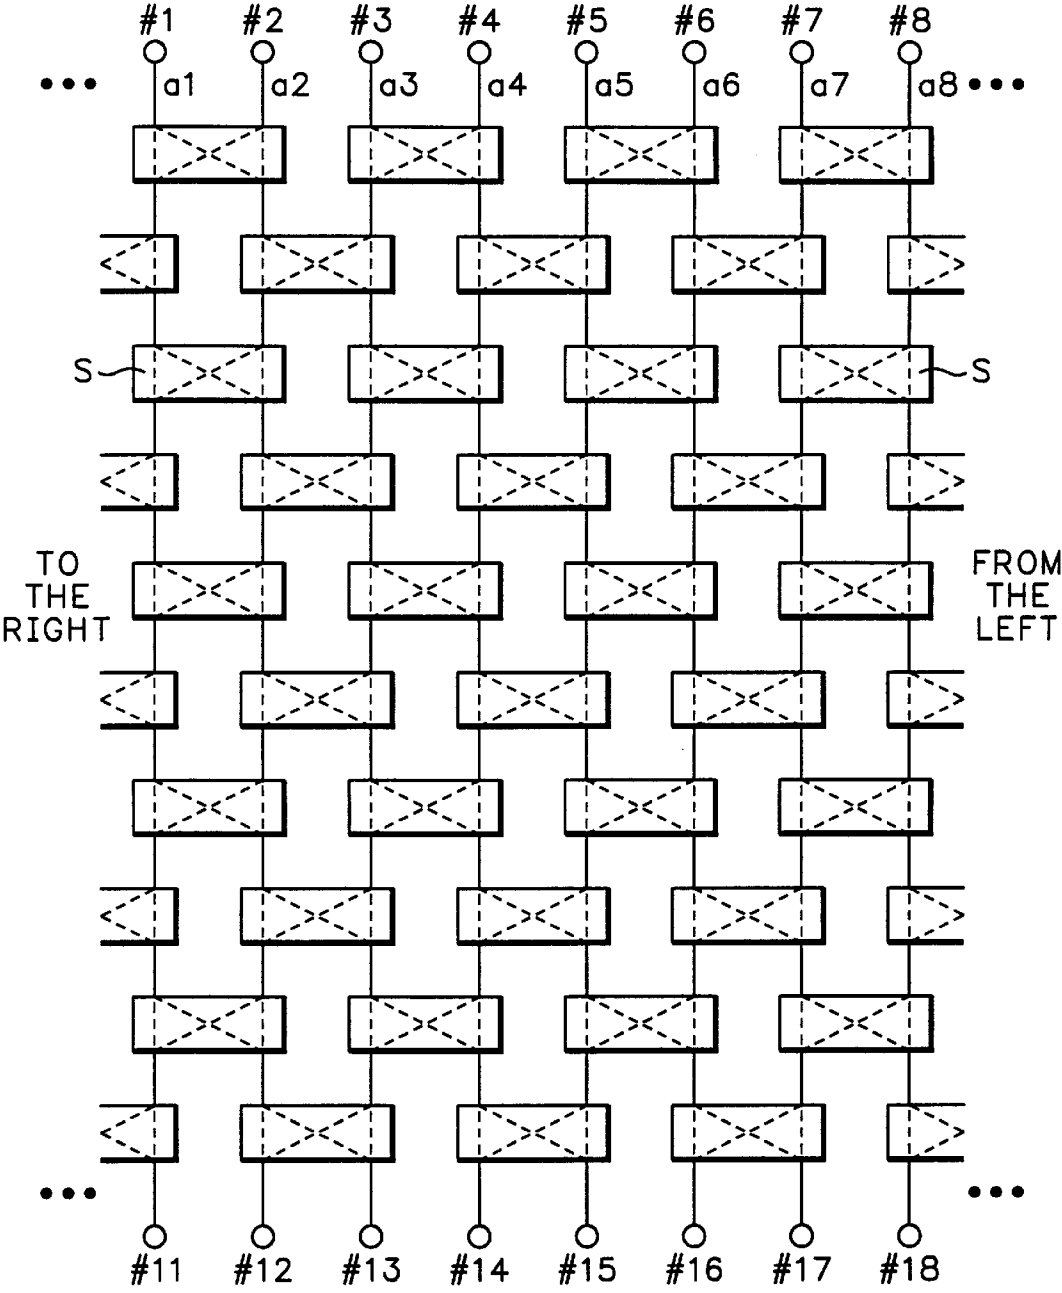 #1 #2 #3 #4 #5 #6 #7 #8
••• a1 a2 a3 a4 a5 a6 a7 a8 •••
S S
TO
THE
RIGHT
FROM
THE
LEFT
••• •••
#11 #12 #13 #14 #15 #16 #17 #18